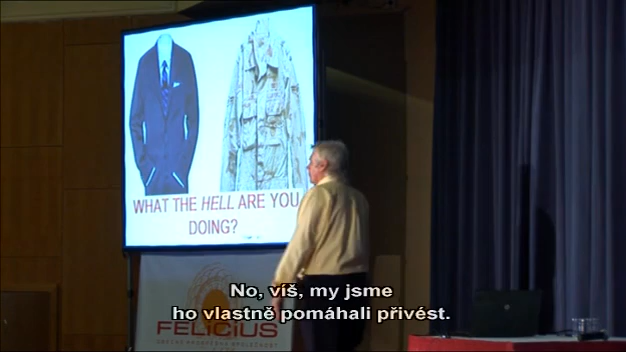 WHAT THE HELL ARE YOU
DOING?
No, víš, my jsme
ho vlastně pomáhali přivést.
FELICIUS